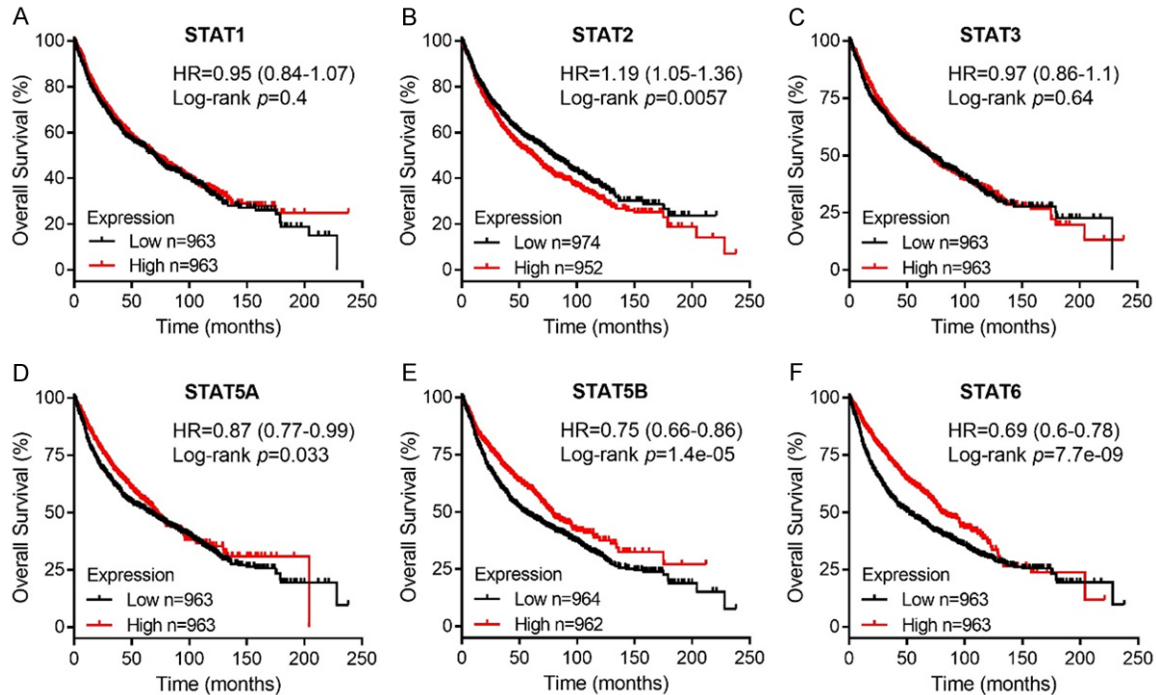 A
STAT1
HR=0.95 (0.84-1.07)
Log-rank p=0.4
Overall Survival (%)
100
80
60
40
20
0
Expression
Low n=963
High n=963
0 50 100 150 200 250
Time (months)
B
STAT2
HR=1.19 (1.05-1.36)
Log-rank p=0.0057
Overall Survival (%)
100
80
60
40
20
0
Expression
Low n=974
High n=952
0 50 100 150 200 250
Time (months)
C
STAT3
HR=0.97 (0.86-1.1)
Log-rank p=0.64
Overall Survival (%)
100
75
50
25
0
Expression
Low n=963
High n=963
0 50 100 150 200 250
Time (months)
D
STAT5A
HR=0.87 (0.77-0.99)
Log-rank p=0.033
Overall Survival (%)
100
75
50
25
0
Expression
Low n=963
High n=963
0 50 100 150 200 250
Time (months)
E
STAT5B
HR=0.75 (0.66-0.86)
Log-rank p=1.4e-05
Overall Survival (%)
100
75
50
25
0
Expression
Low n=964
High n=962
0 50 100 150 200 250
Time (months)
F
STAT6
HR=0.69 (0.6-0.78)
Log-rank p=7.7e-09
Overall Survival (%)
100
75
50
25
0
Expression
Low n=963
High n=963
0 50 100 150 200 250
Time (months)